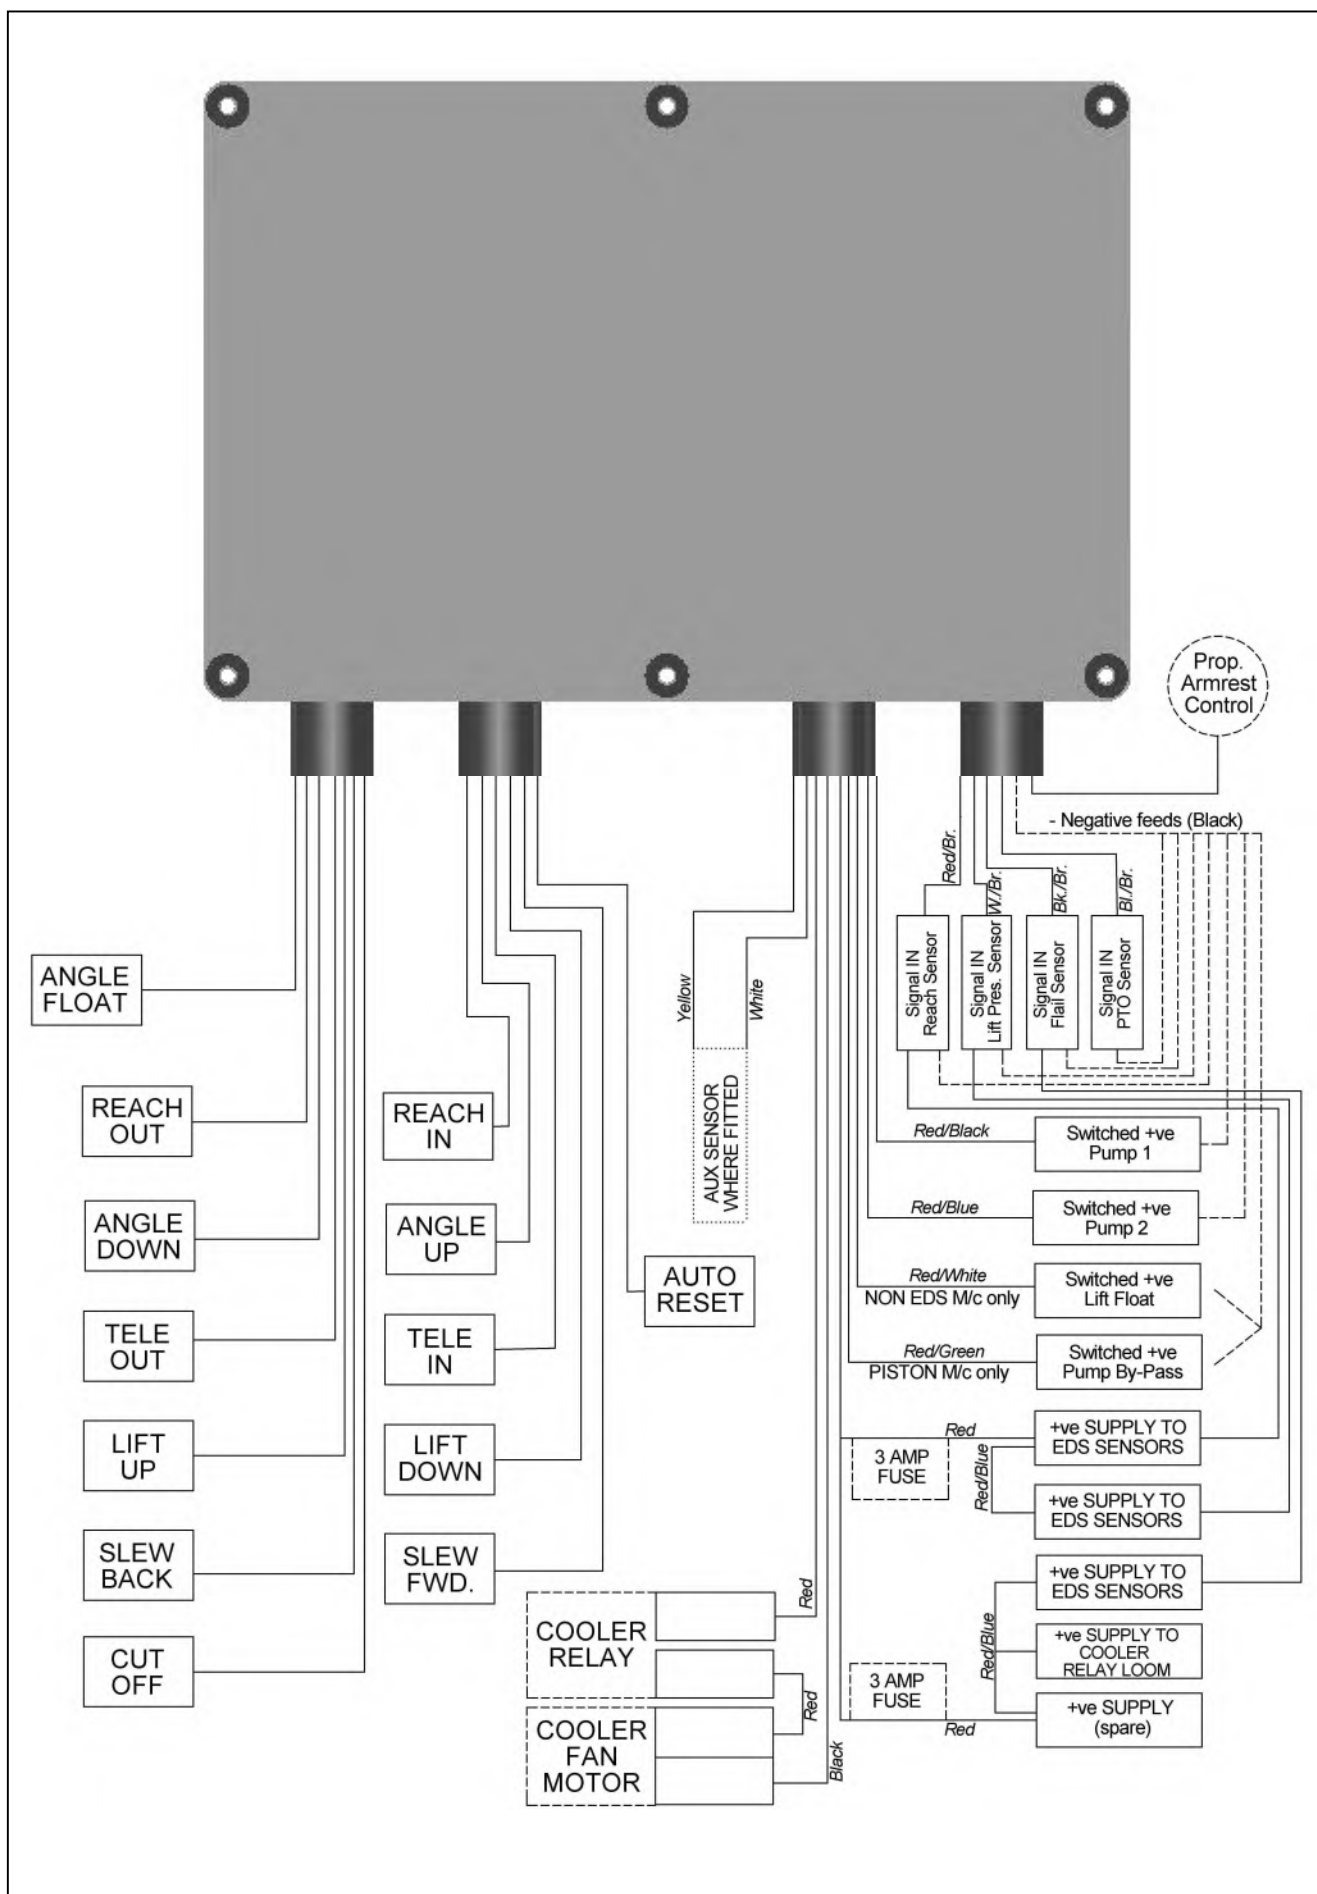 Prop.
Armrest
Control
- Negative feeds (Black)
Red/Br.
W./Br.
Bk./Br.
Bl./Br.
Signal IN
Reach Sensor
Signal IN
Lift Pres. Sensor
Signal IN
Flail Sensor
Signal IN
PTO Sensor
ANGLE
FLOAT
REACH
OUT
ANGLE
DOWN
TELE
OUT
LIFT
UP
SLEW
BACK
CUT
OFF
REACH
IN
ANGLE
UP
TELE
IN
LIFT
DOWN
SLEW
FWD.
AUTO
RESET
Yellow
White
AUX SENSOR
WHERE FITTED
Red/Black
Switched +ve
Pump 1
Red/Blue
Switched +ve
Pump 2
Red/White
NON EDS M/c only
Switched +ve
Lift Float
Red/Green
PISTON M/c only
Switched +ve
Pump By-Pass
Red
3 AMP
FUSE
Red/Blue
+ve SUPPLY TO
EDS SENSORS
+ve SUPPLY TO
EDS SENSORS
+ve SUPPLY TO
EDS SENSORS
Red/Blue
+ve SUPPLY TO
COOLER
RELAY LOOM
3 AMP
FUSE
Red
+ve SUPPLY
(spare)
COOLER
RELAY
Red
Red
COOLER
FAN
MOTOR
Black